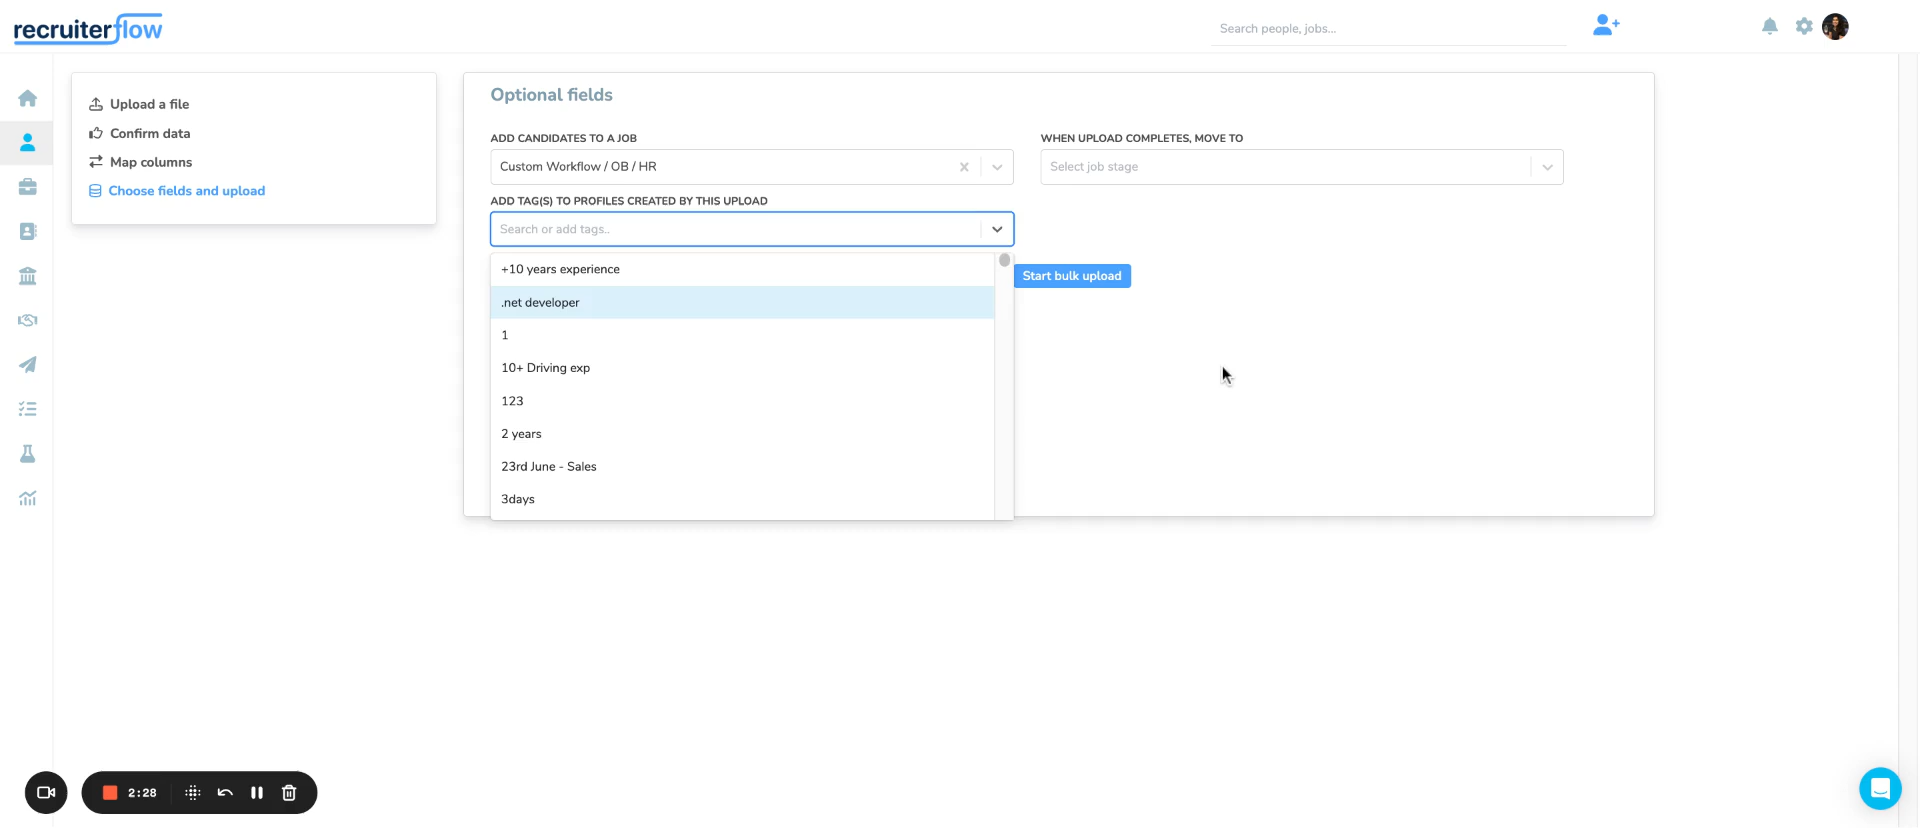 recruiterflow
Search people, jobs...
Upload a file
Confirm data
Map columns
Choose fields and upload
Optional fields
ADD CANDIDATES TO A JOB
Custom Workflow / OB / HR
WHEN UPLOAD COMPLETES, MOVE TO
Select job stage
ADD TAG(S) TO PROFILES CREATED BY THIS UPLOAD
Search or add tags..
+10 years experience
.net developer
1
10+ Driving exp
123
2 years
23rd June - Sales
3days
Start bulk upload
2:28